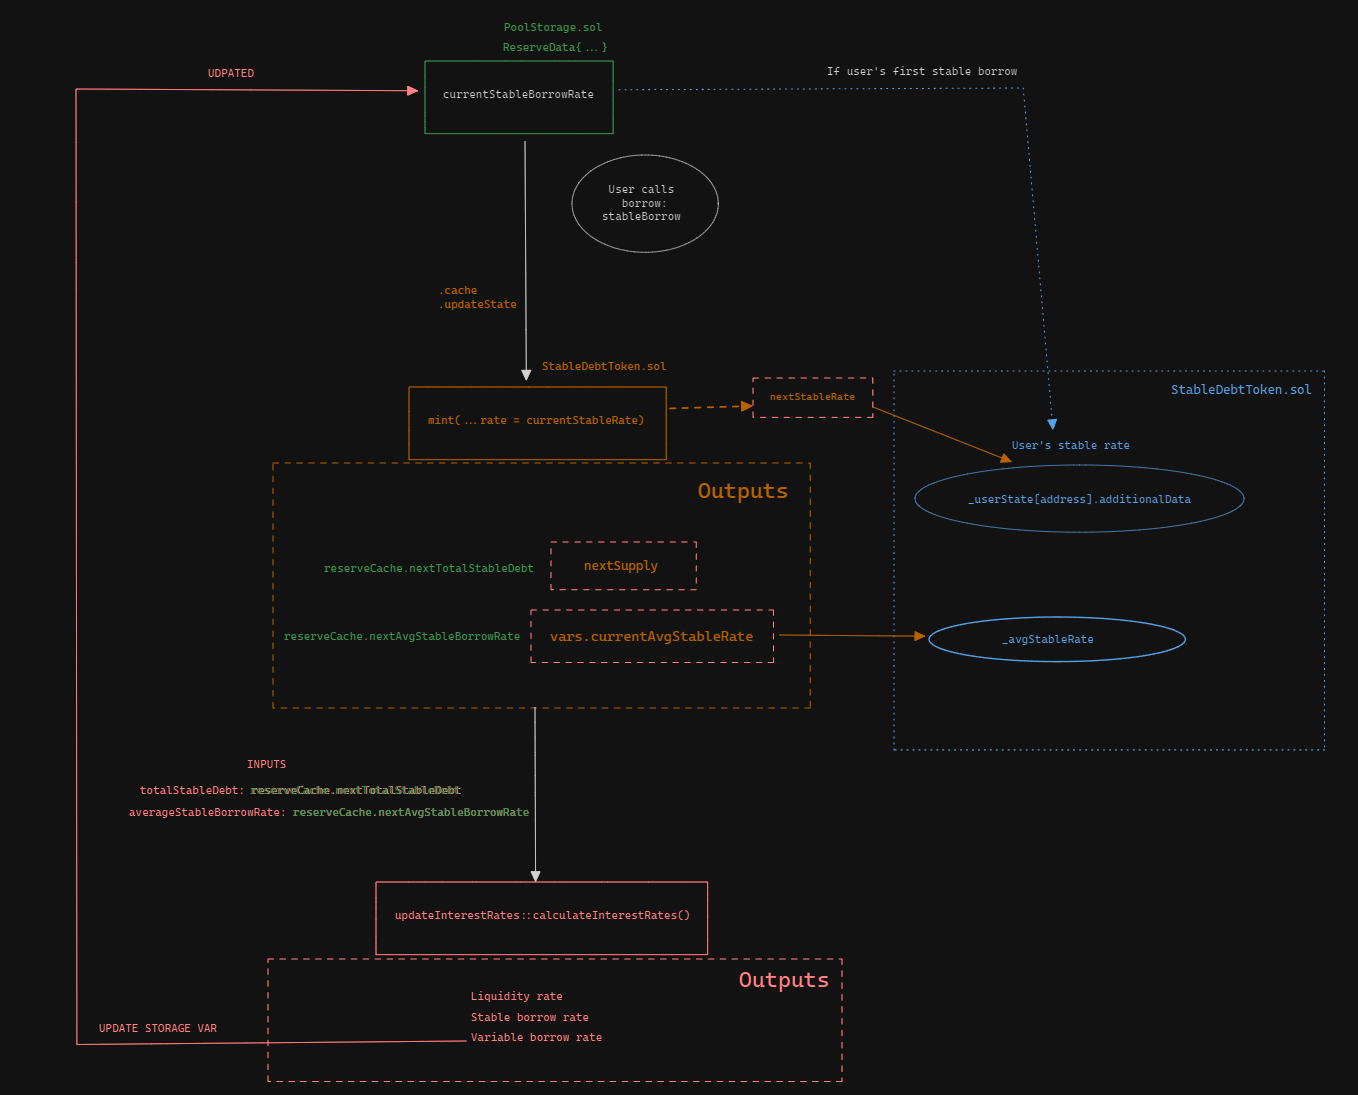 PoolStorage.sol
ReserveData{...}
UDPATED
If user's first stable borrow
currentStableBorrowRate
User calls
borrow:
stableBorrow
.cache
.updateState
StableDebtToken.sol
mint(...rate = currentStableRate)
nextStableRate
StableDebtToken.sol
User's stable rate
_userState[address].additionalData
Outputs
reserveCache.nextTotalStableDebt
nextSupply
reserveCache.nextAvgStableBorrowRate
vars.currentAvgStableRate
_avgStableRate
INPUTS
totalStableDebt: reserveCache.nextTotalStableDebt
averageStableBorrowRate: reserveCache.nextAvgStableBorrowRate
updateInterestRates::calculateInterestRates()
Outputs
Liquidity rate
Stable borrow rate
Variable borrow rate
UPDATE STORAGE VAR